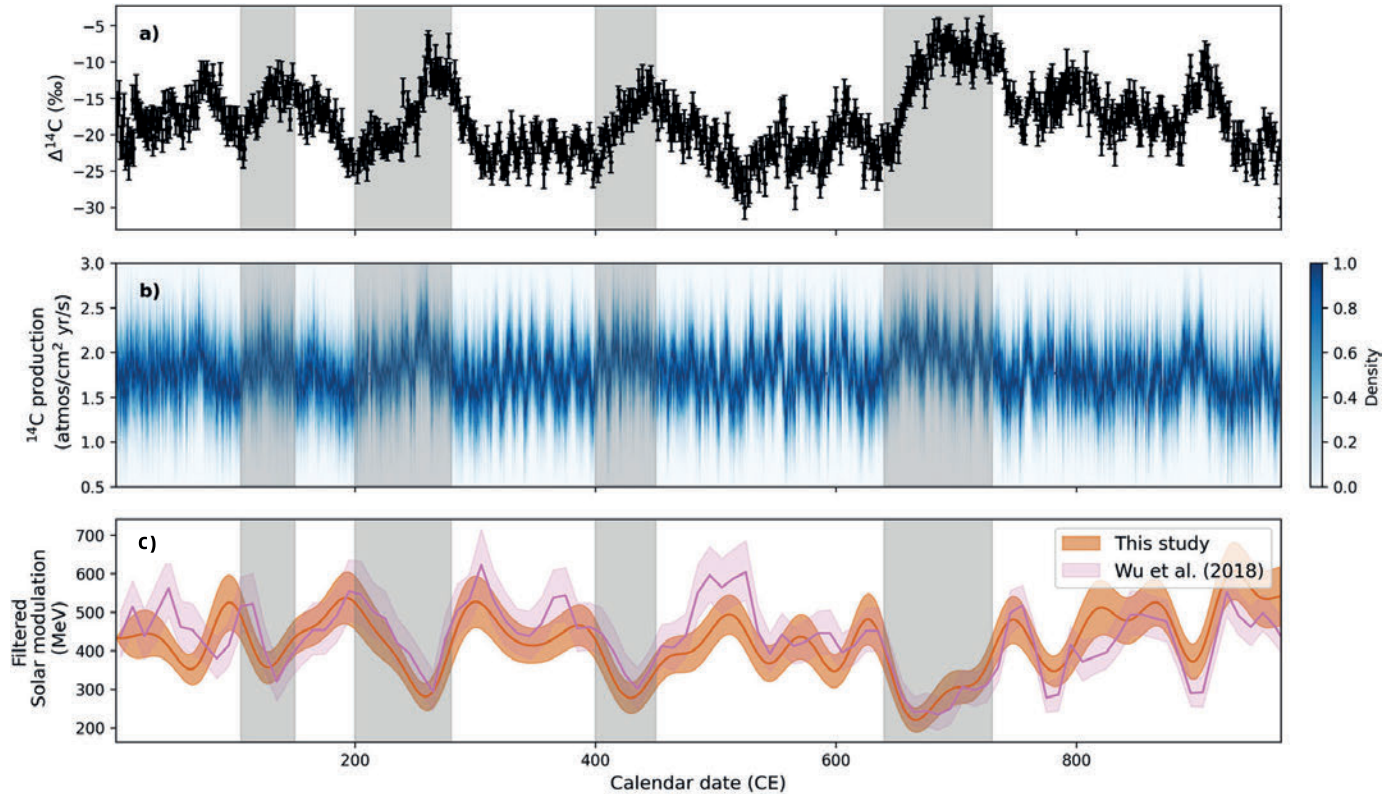 a)
Δ¹⁴C (‰)
−5
−10
−15
−20
−25
−30
b)
¹⁴C production
(atmos/cm² yr/s)
3.0
2.5
2.0
1.5
1.0
0.5
1.0
0.8
0.6
0.4
0.2
0.0
Density
c)
Filtered
Solar modulation
(MeV)
700
600
500
400
300
200
This study
Wu et al. (2018)
200 400 600 800
Calendar date (CE)